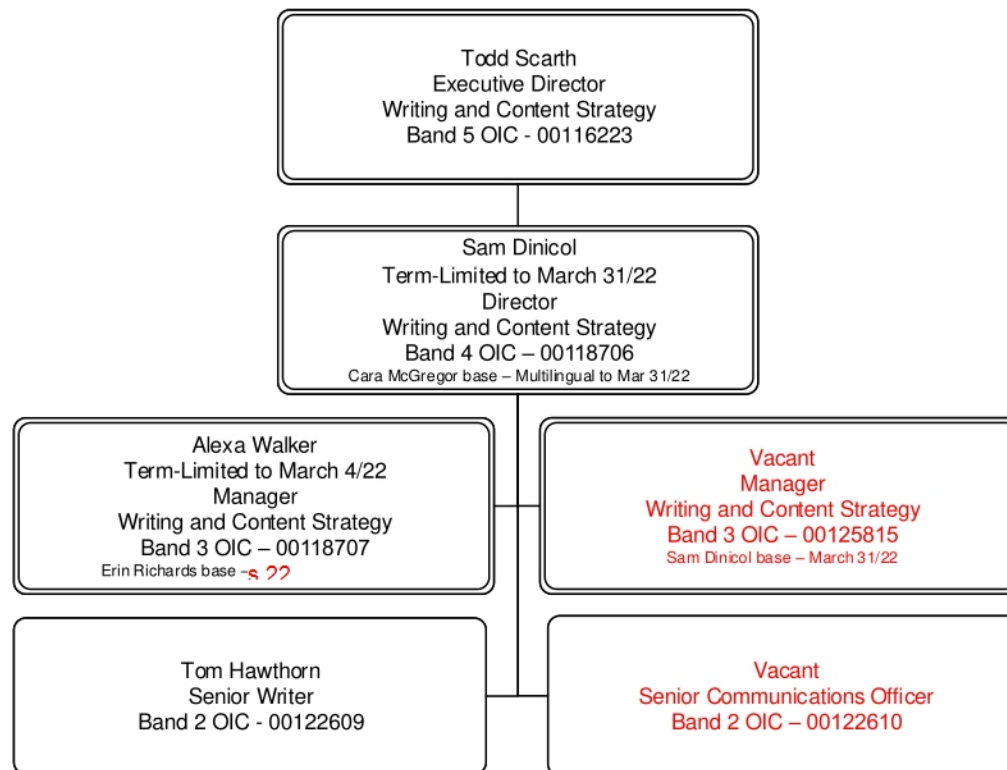 Todd Scarth
Executive Director
Writing and Content Strategy
Band 5 OIC - 00116223
Sam Dinicol
Term-Limited to March 31/22
Director
Writing and Content Strategy
Band 4 OIC – 00118706
Cara McGregor base – Multilingual to Mar 31/22
Alexa Walker
Term-Limited to March 4/22
Manager
Writing and Content Strategy
Band 3 OIC – 00118707
Erin Richards base – s 22
Vacant
Manager
Writing and Content Strategy
Band 3 OIC – 00125815
Sam Dinicol base – March 31/22
Tom Hawthorn
Senior Writer
Band 2 OIC - 00122609
Vacant
Senior Communications Officer
Band 2 OIC – 00122610